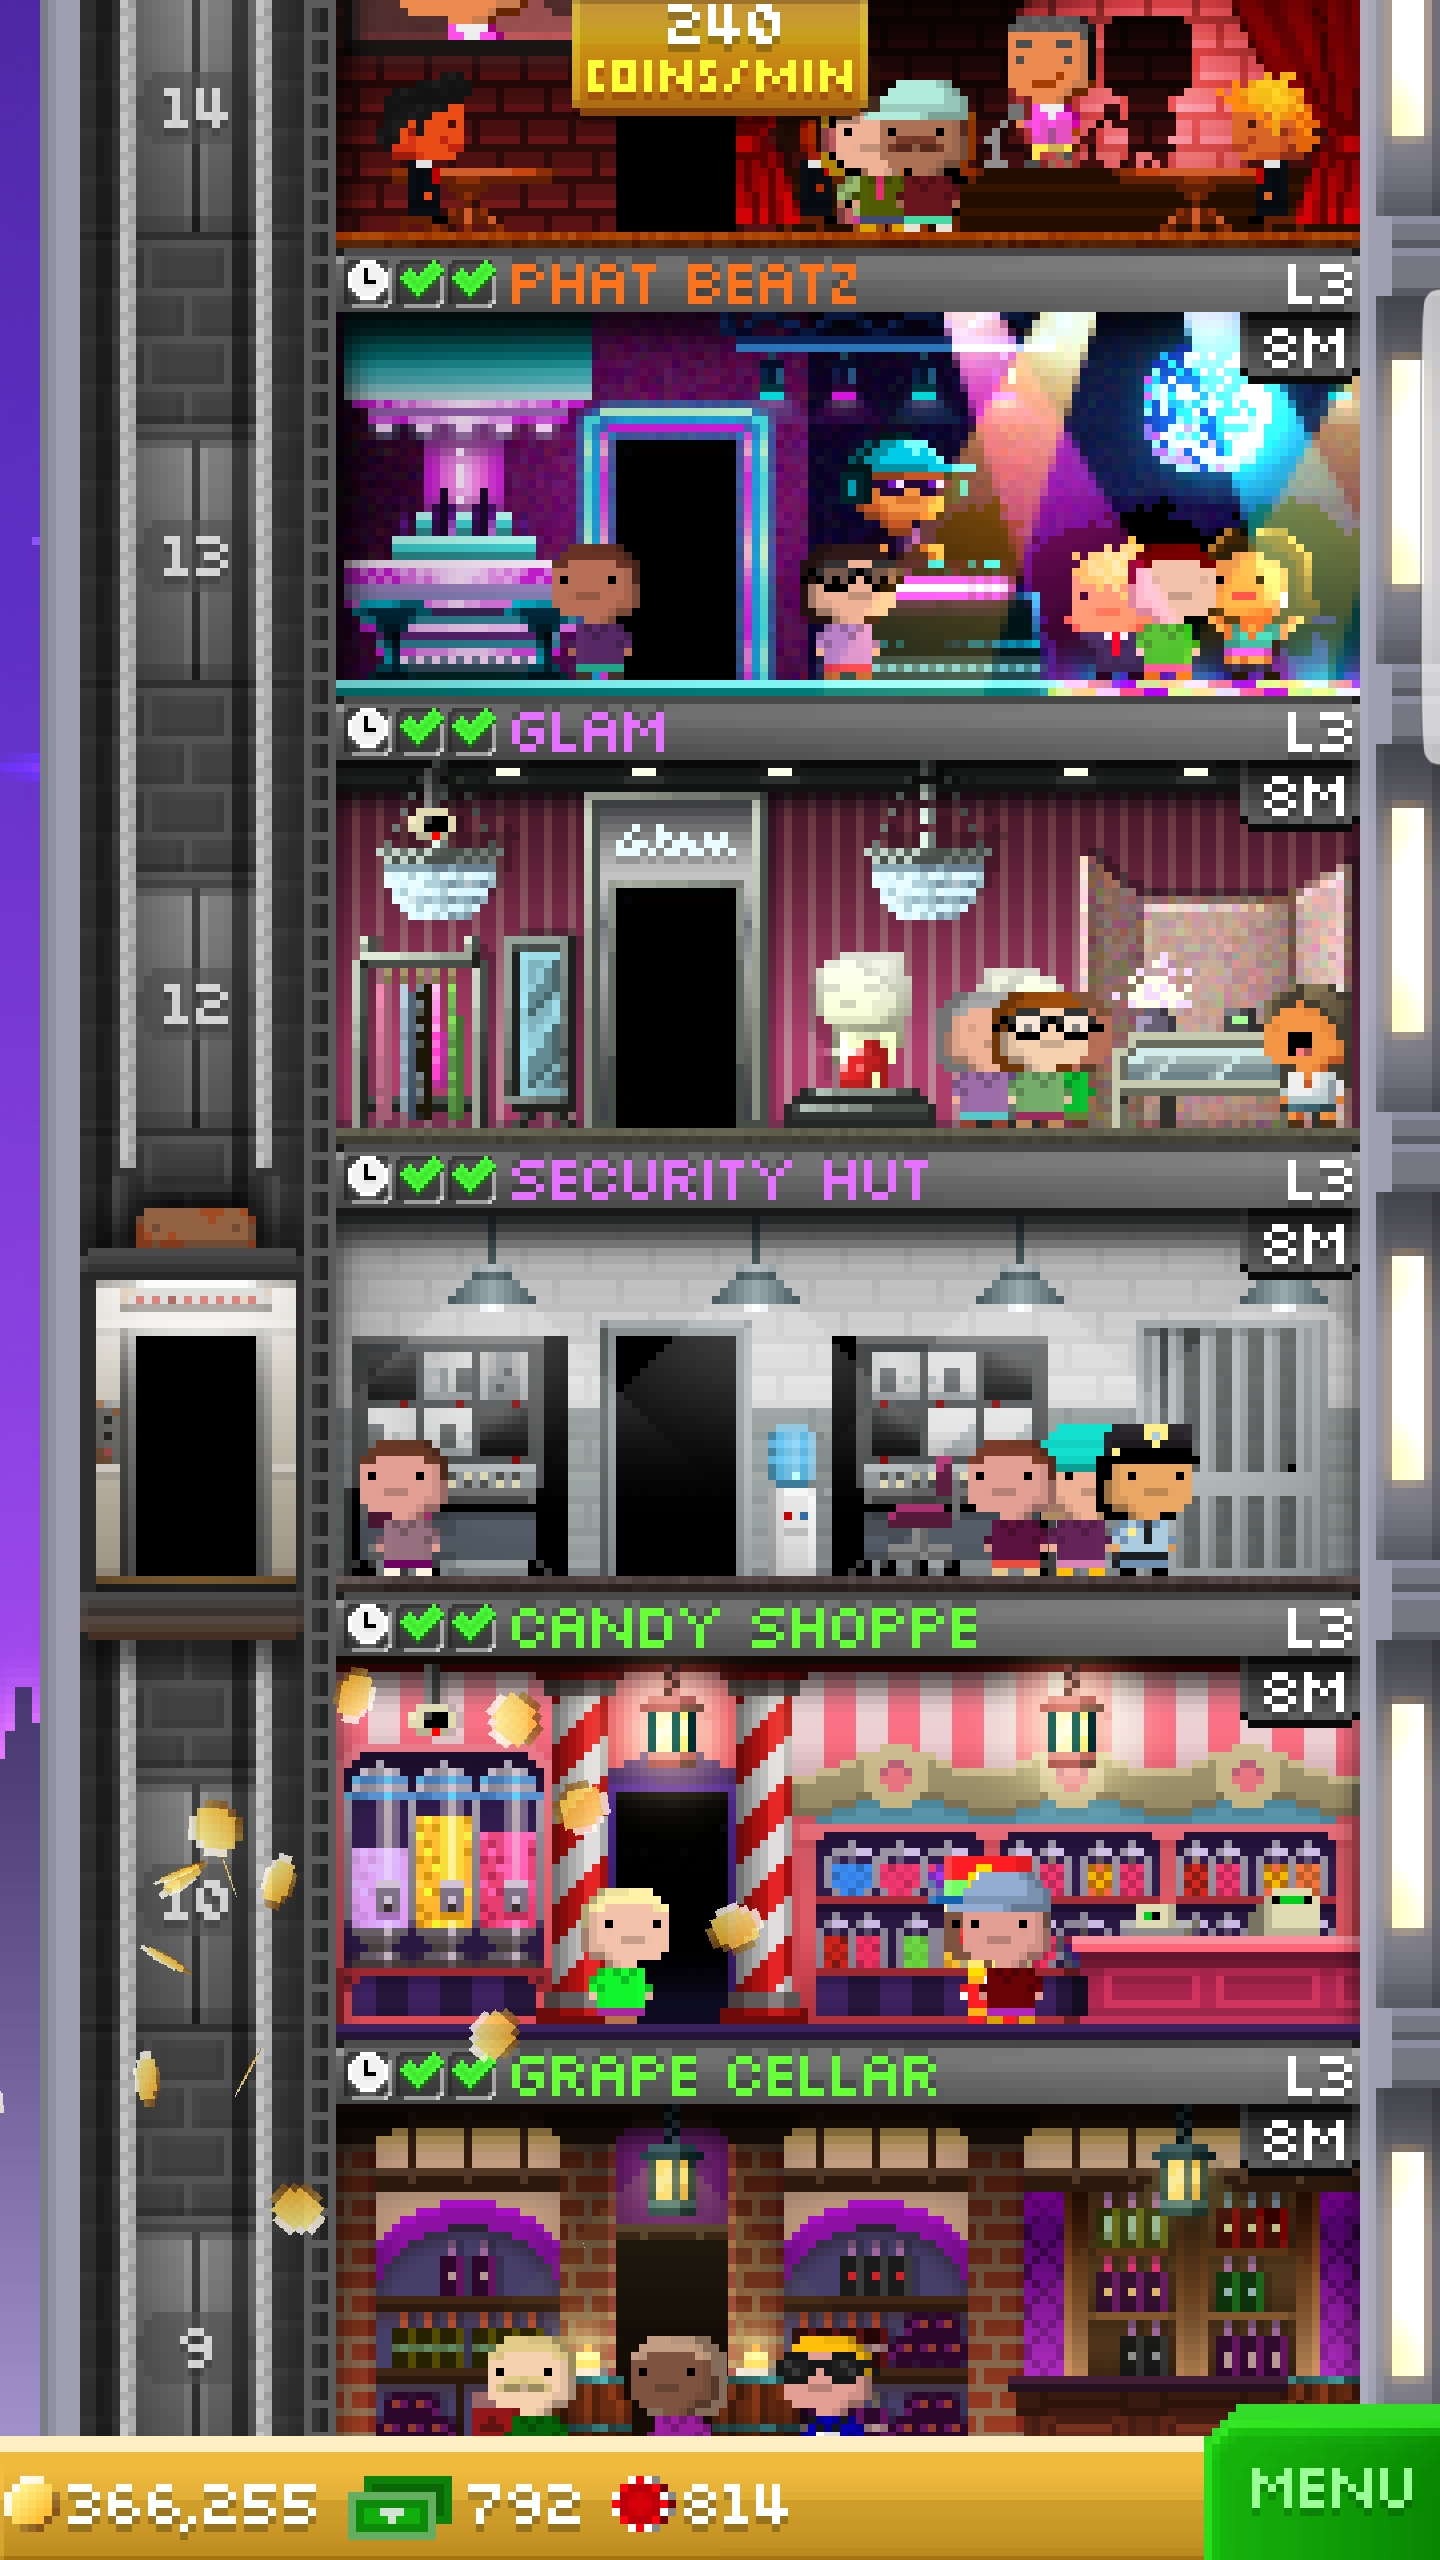 240
COINS/MIN
14
PHAT BEATZ L3
8M
13
GLAM L3
8M
Glam
12
SECURITY HUT L3
8M
CANDY SHOPPE L3
8M
10
GRAPE CELLAR L3
8M
9
366,255 792 814
MENU